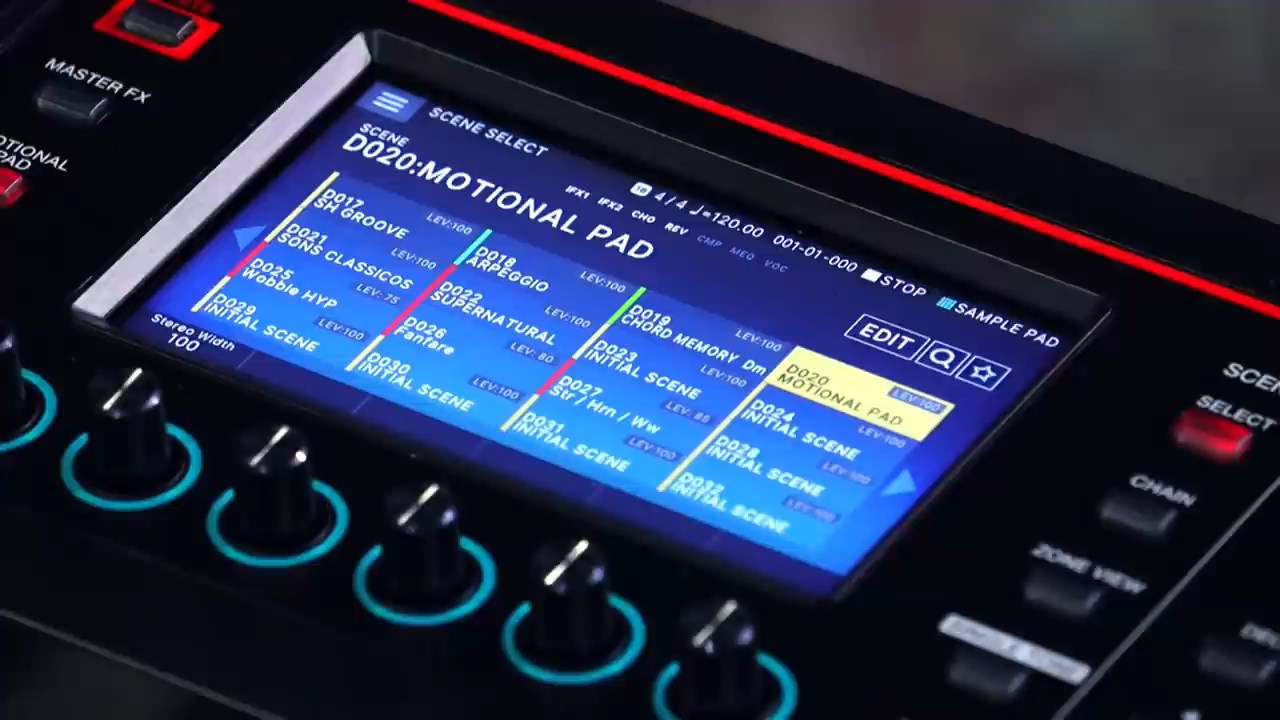 MASTER FX
PAD
SCENE SELECT
SCENE
D020:MOTIONAL PAD
4/4 ♩=120.00 001-01-000 STOP SAMPLE PAD
IFX1 IFX2 CHO REV CMP MEQ VOC
EDIT
D017 LEV:100
SH GROOVE
D018 LEV:100
ARPEGGIO
D019 LEV:100
CHORD MEMORY Dm
D020 LEV:100
MOTIONAL PAD
D021 LEV:100
SONS CLASSICOS
D022 LEV:100
SUPERNATURAL
D023 LEV:100
INITIAL SCENE
D024 LEV:100
INITIAL SCENE
D025 LEV: 75
Wobble HYP
D026 LEV: 80
Fanfare
D027 LEV: 85
Str / Hrn / Ww
D028 LEV:100
INITIAL SCENE
D029 LEV:100
INITIAL SCENE
D030 LEV:100
INITIAL SCENE
D031 LEV:100
INITIAL SCENE
D032 LEV:100
INITIAL SCENE
Stereo Width
100
SELECT
CHAIN
ZONE VIEW